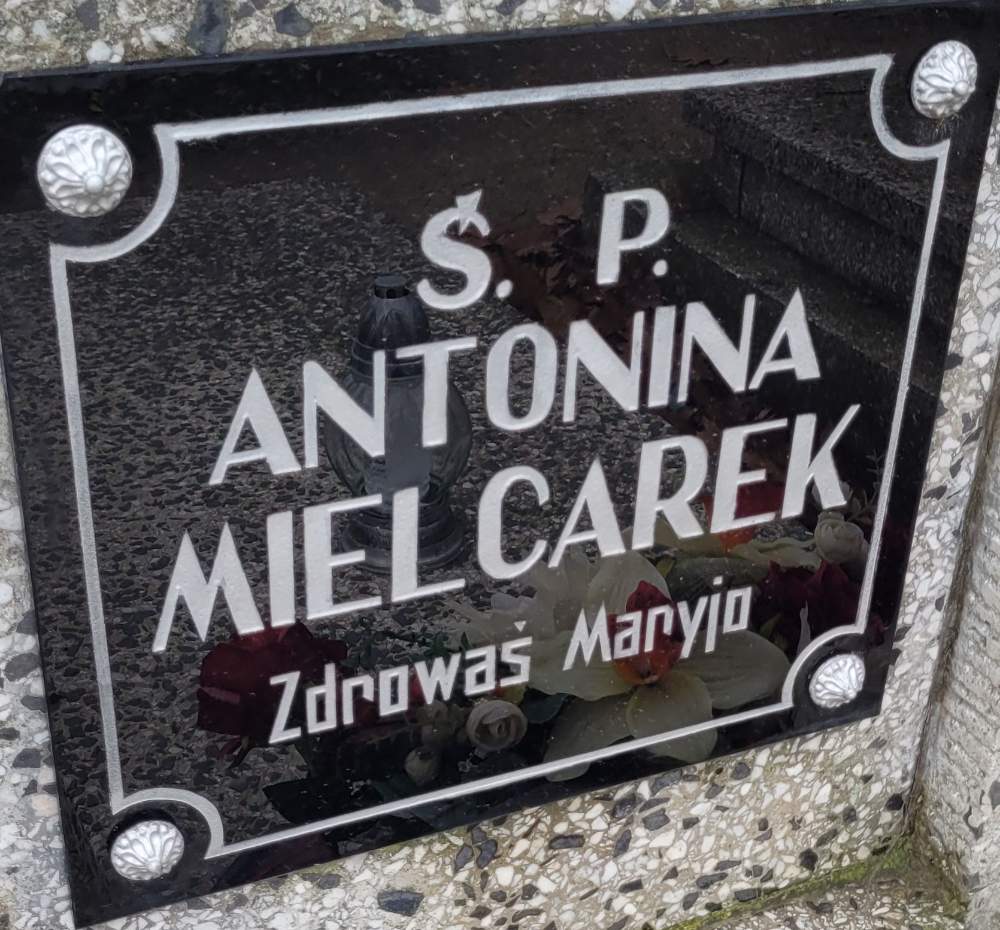 Ś. P.
ANTONINA
MIELCAREK
Zdrowaś Maryjo